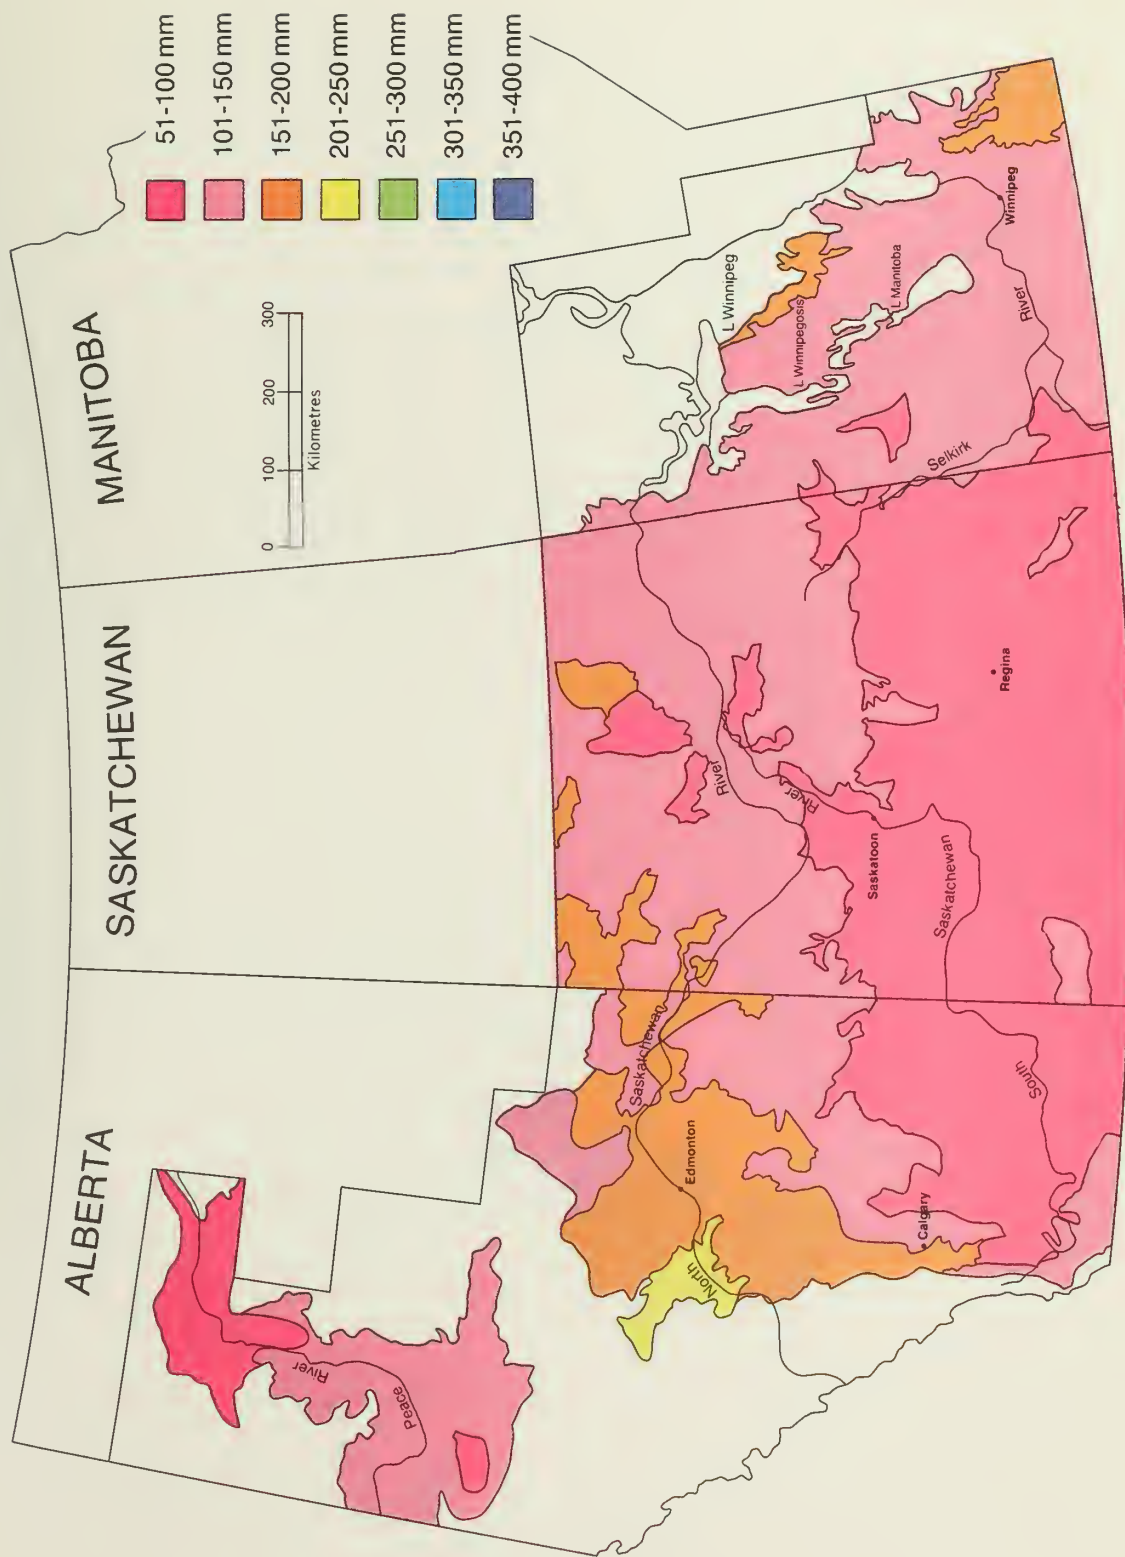 ALBERTA
SASKATCHEWAN
MANITOBA
51-100 mm
101-150 mm
151-200 mm
201-250 mm
251-300 mm
301-350 mm
351-400 mm
0 100 200 300
Kilometres
River
Peace
North
Saskatchewan
River
River
Edmonton
Calgary
South
Saskatchewan
Saskatoon
Regina
Selkirk
River
Winnipeg
L Winnipeg
L Winnipegosis
L Manitoba